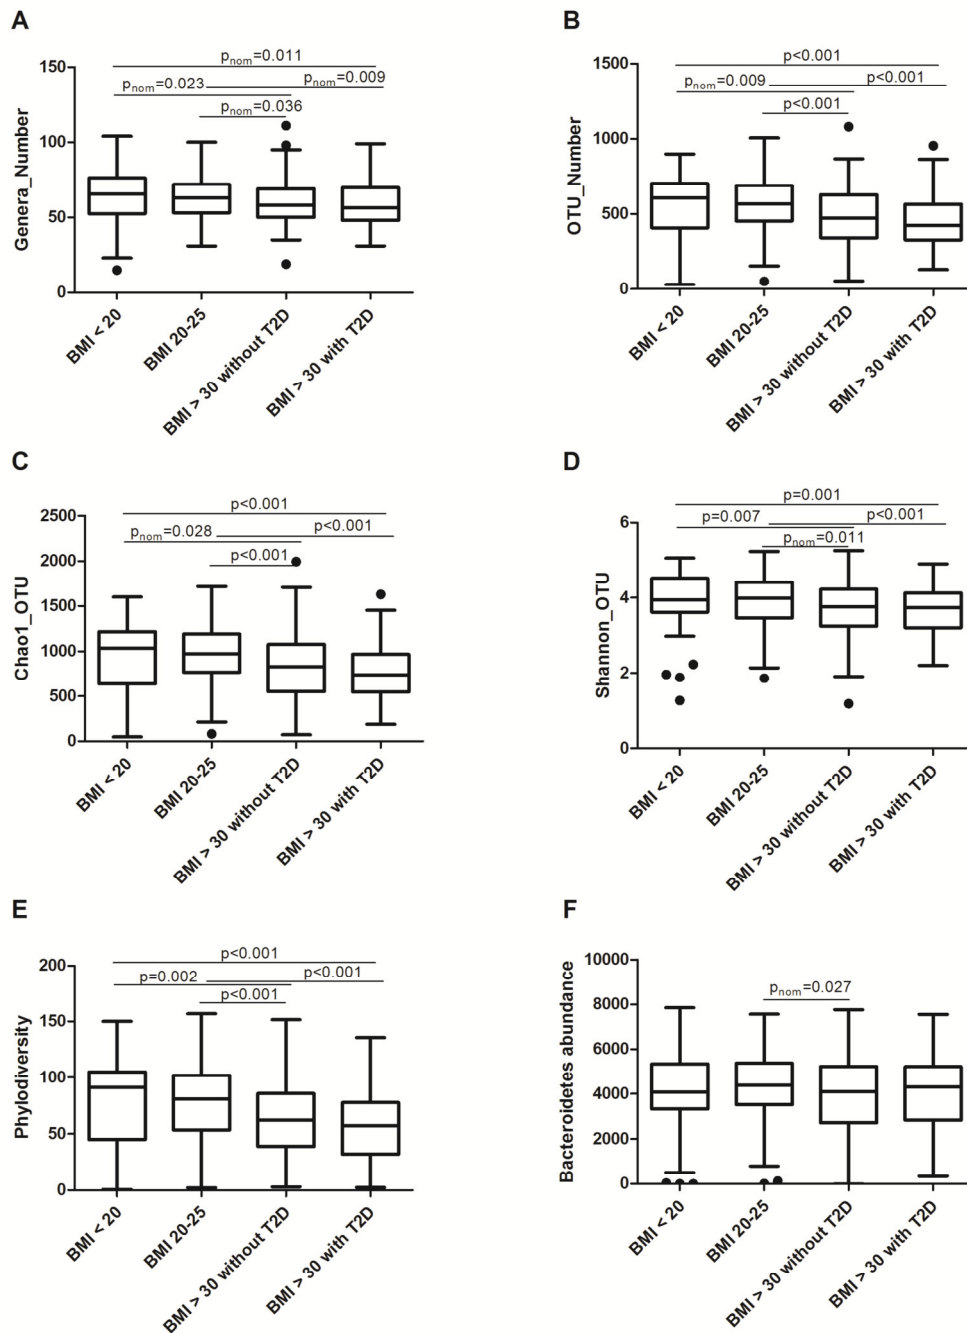 A
p_nom=0.011
p_nom=0.023
p_nom=0.009
p_nom=0.036
150
100
50
0
Genera_Number
BMI < 20
BMI 20-25
BMI > 30 without T2D
BMI > 30 with T2D
B
p<0.001
p_nom=0.009
p<0.001
p<0.001
1500
1000
500
0
OTU_Number
BMI < 20
BMI 20-25
BMI > 30 without T2D
BMI > 30 with T2D
C
p<0.001
p_nom=0.028
p<0.001
p<0.001
2500
2000
1500
1000
500
0
Chao1_OTU
BMI < 20
BMI 20-25
BMI > 30 without T2D
BMI > 30 with T2D
D
p=0.001
p=0.007
p<0.001
p_nom=0.011
6
4
2
0
Shannon_OTU
BMI < 20
BMI 20-25
BMI > 30 without T2D
BMI > 30 with T2D
E
p<0.001
p=0.002
p<0.001
p<0.001
200
150
100
50
0
Phylodiversity
BMI < 20
BMI 20-25
BMI > 30 without T2D
BMI > 30 with T2D
F
p_nom=0.027
10000
8000
6000
4000
2000
0
Bacteroidetes abundance
BMI < 20
BMI 20-25
BMI > 30 without T2D
BMI > 30 with T2D